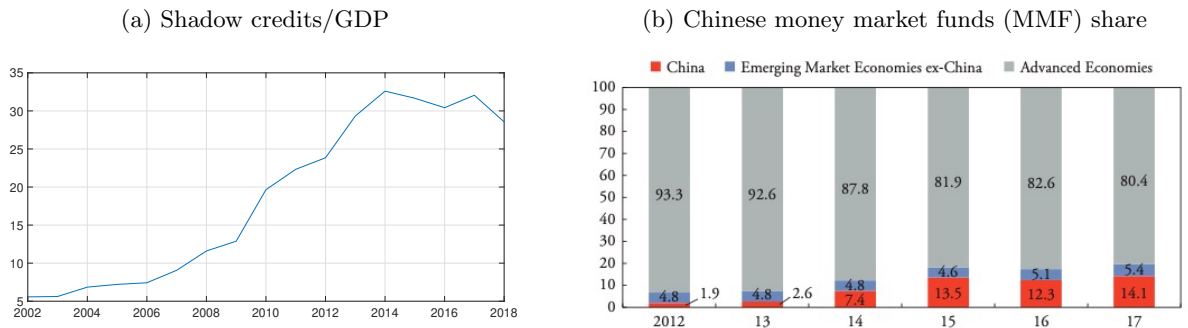 (a) Shadow credits/GDP
35
30
25
20
15
10
5
2002 2004 2006 2008 2010 2012 2014 2016 2018
(b) Chinese money market funds (MMF) share
China Emerging Market Economies ex-China Advanced Economies
100
90
80
70
60
50
40
30
20
10
0
93.3 92.6 87.8 81.9 82.6 80.4
4.8 4.8 4.8 4.6 5.1 5.4
1.9 2.6 7.4 13.5 12.3 14.1
2012 13 14 15 16 17